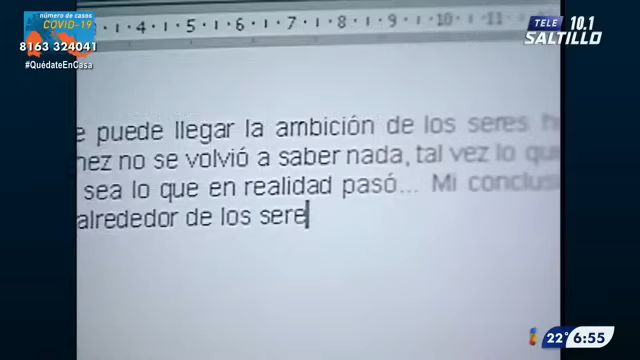 número de casos
COVID-19
8163 324041
#QuédateEnCasa
TELE 10.1
SALTILLO
1 · 4 · 1 · 5 · 1 · 6 · 1 · 7 · 1 · 8 · 1 · 9 · 1 · 10 · 1 · 11
e puede llegar la ambición de los seres
nez no se volvió a saber nada, tal vez lo que
sea lo que en realidad pasó... Mi conclusi
alrededor de los sere
22° 6:55